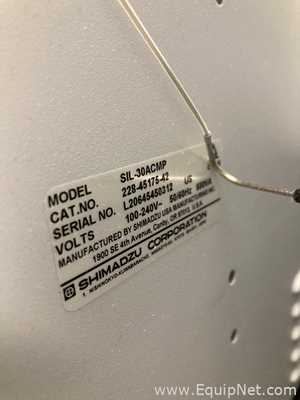 MODEL SIL-30ACMP
CAT.NO. 228-45175-42 US
SERIAL NO. L20645450312
VOLTS 100-240V~ 50/60Hz
MANUFACTURED BY SHIMADZU USA MANUFACTURING INC.
1900 SE 4th Avenue, Canby, OR 97013, U.S.A.
SHIMADZU CORPORATION
www.EquipNet.com